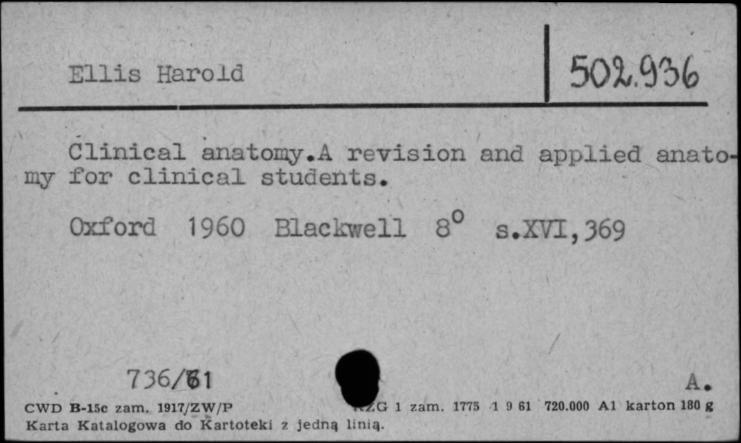 Ellis Harold
502.936
Clinical anatomy.A revision and applied anato-
my for clinical students.
Oxford 1960 Blackwell 8° s.XVI,369
736/61
A.
CWD B-15c zam. 1917/ZW/P
RZG 1 zam. 1775 1 9 61 720.000 A1 karton 180 g
Karta Katalogowa do Kartoteki z jedną linią.